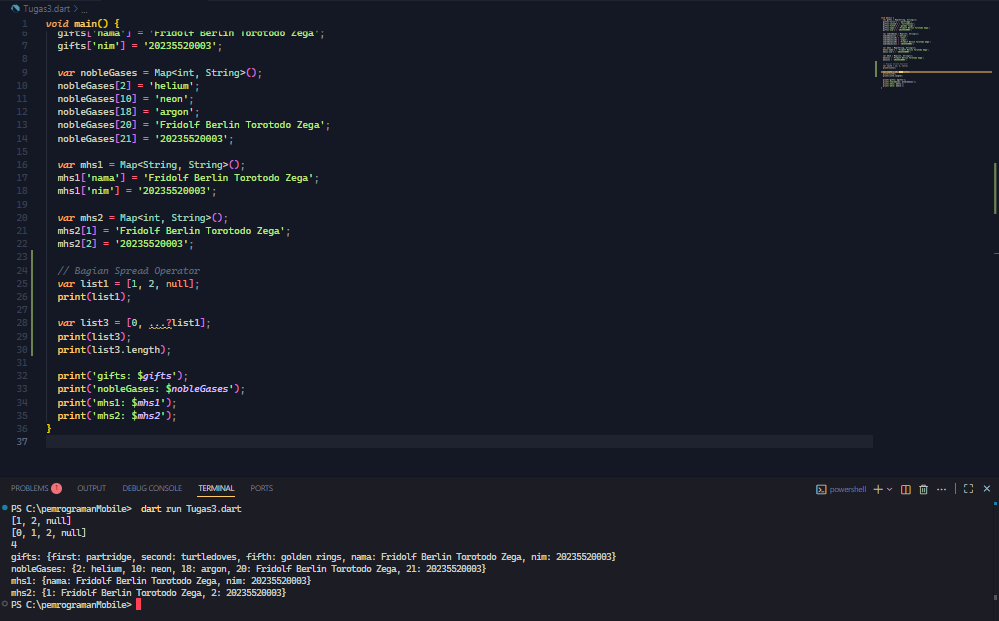 Tugas3.dart > ...
1 void main() {
6 gifts['nama'] = 'Fridolf Berlin Torotodo Zega';
7 gifts['nim'] = '20235520003';
8
9 var nobleGases = Map<int, String>();
10 nobleGases[2] = 'helium';
11 nobleGases[10] = 'neon';
12 nobleGases[18] = 'argon';
13 nobleGases[20] = 'Fridolf Berlin Torotodo Zega';
14 nobleGases[21] = '20235520003';
15
16 var mhs1 = Map<String, String>();
17 mhs1['nama'] = 'Fridolf Berlin Torotodo Zega';
18 mhs1['nim'] = '20235520003';
19
20 var mhs2 = Map<int, String>();
21 mhs2[1] = 'Fridolf Berlin Torotodo Zega';
22 mhs2[2] = '20235520003';
23
24 // Bagian Spread Operator
25 var list1 = [1, 2, null];
26 print(list1);
27
28 var list3 = [0, ...?list1];
29 print(list3);
30 print(list3.length);
31
32 print('gifts: $gifts');
33 print('nobleGases: $nobleGases');
34 print('mhs1: $mhs1');
35 print('mhs2: $mhs2');
36 }
37
PROBLEMS 1 OUTPUT DEBUG CONSOLE TERMINAL PORTS powershell
PS C:\pemrogramanMobile> dart run Tugas3.dart
[1, 2, null]
[0, 1, 2, null]
4
gifts: {first: partridge, second: turtledoves, fifth: golden rings, nama: Fridolf Berlin Torotodo Zega, nim: 20235520003}
nobleGases: {2: helium, 10: neon, 18: argon, 20: Fridolf Berlin Torotodo Zega, 21: 20235520003}
mhs1: {nama: Fridolf Berlin Torotodo Zega, nim: 20235520003}
mhs2: {1: Fridolf Berlin Torotodo Zega, 2: 20235520003}
PS C:\pemrogramanMobile>